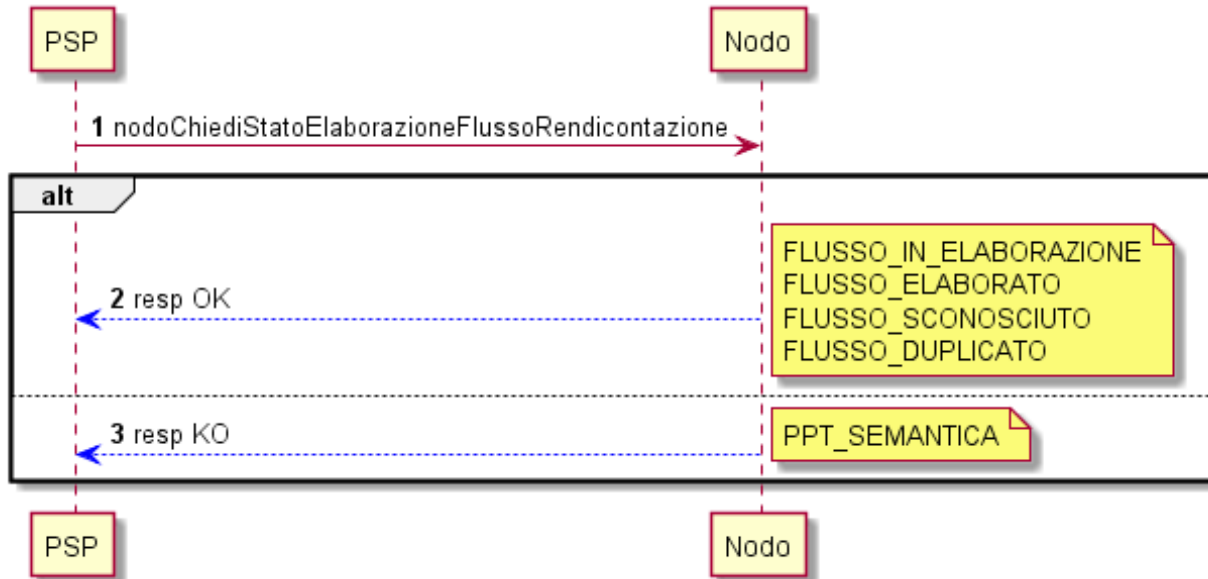 PSP
Nodo
1 nodoChiediStatoElaborazioneFlussoRendicontazione
alt
FLUSSO_IN_ELABORAZIONE
FLUSSO_ELABORATO
2 resp OK
FLUSSO_SCONOSCIUTO
FLUSSO_DUPLICATO
3 resp KO
PPT_SEMANTICA
PSP
Nodo